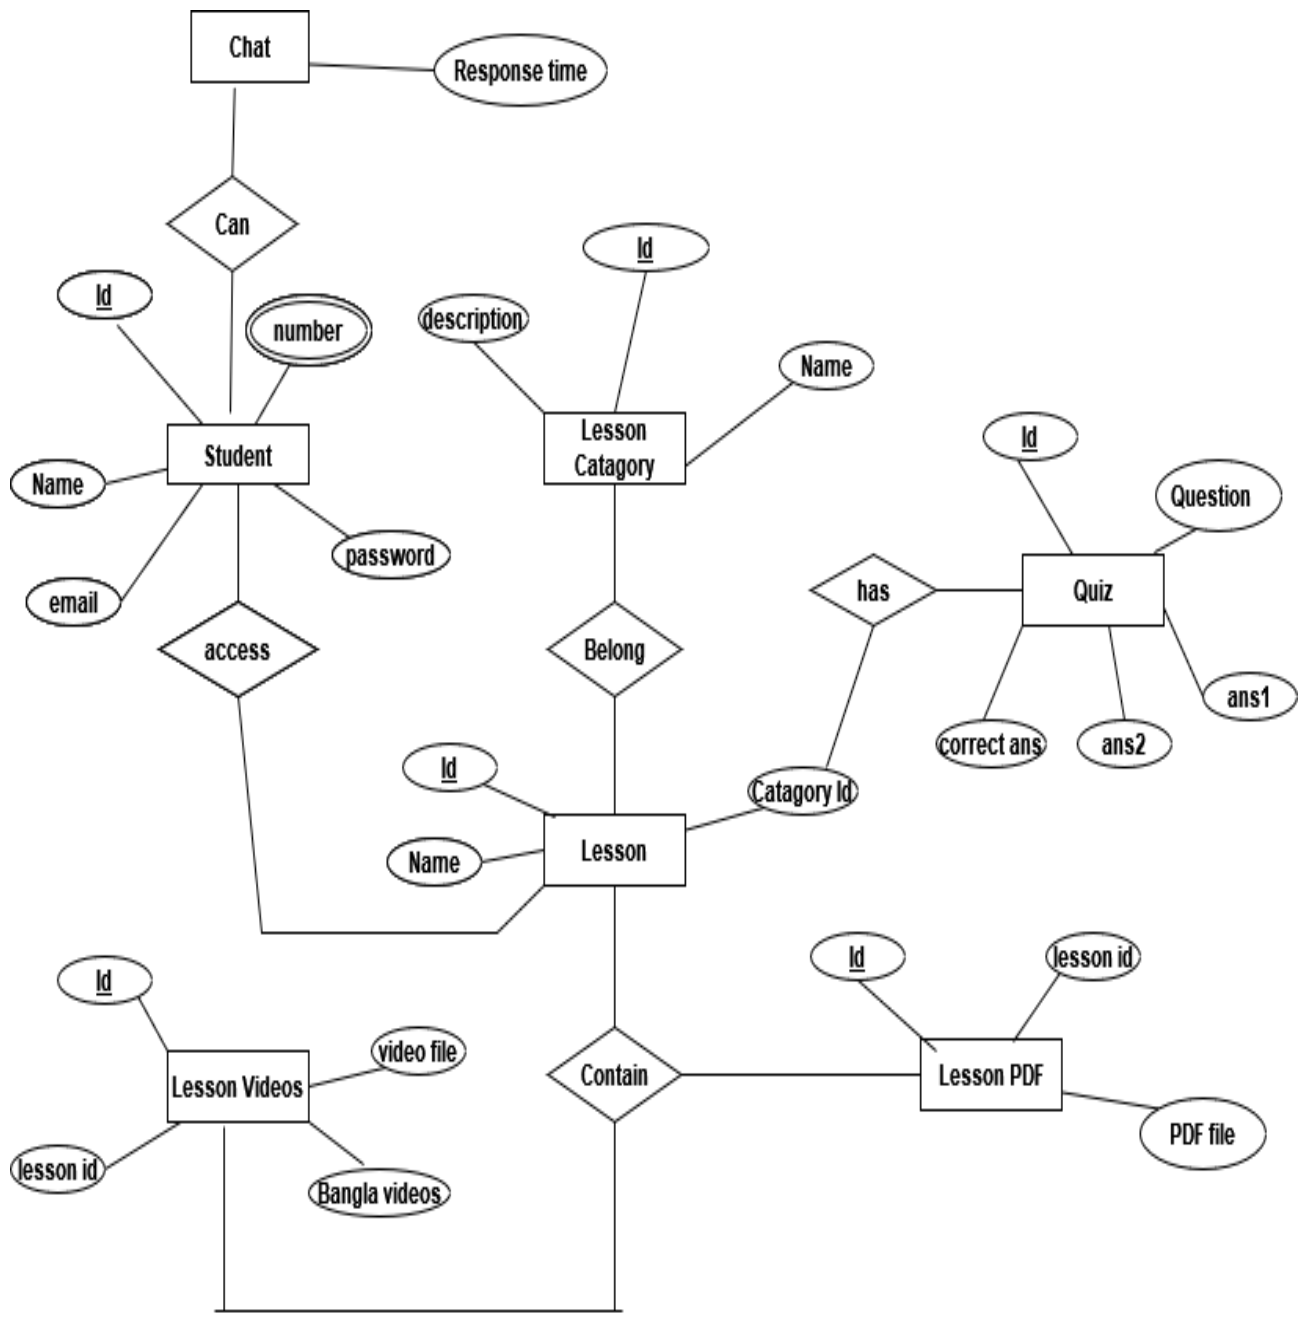 Chat
Response time
Can
Id
Id
number
description
Name
Lesson
Catagory
Id
Student
Name
Question
password
email
has
Quiz
access
Belong
ans1
correct ans
ans2
Id
Catagory Id
Lesson
Name
Id
lesson id
Id
video file
Contain
Lesson PDF
Lesson Videos
PDF file
lesson id
Bangla videos